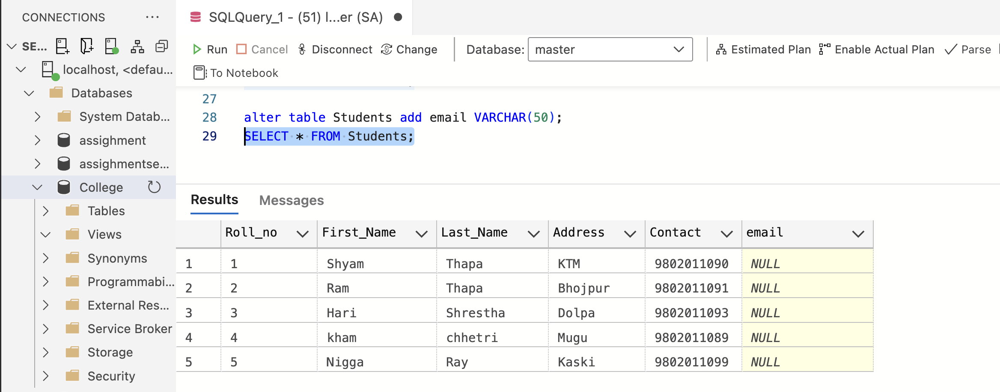 CONNECTIONS ...
SE...
localhost, <defau...
Databases
System Datab...
assighment
assighmentse...
College
Tables
Views
Synonyms
Programmabi...
External Res...
Service Broker
Storage
Security
SQLQuery_1 - (51) l...er (SA)
Run Cancel Disconnect Change Database: master Estimated Plan Enable Actual Plan Parse
To Notebook
27
28 alter table Students add email VARCHAR(50);
29 SELECT * FROM Students;
Results Messages
Roll_no First_Name Last_Name Address Contact email
1 1 Shyam Thapa KTM 9802011090 NULL
2 2 Ram Thapa Bhojpur 9802011091 NULL
3 3 Hari Shrestha Dolpa 9802011093 NULL
4 4 kham chhetri Mugu 9802011089 NULL
5 5 Nigga Ray Kaski 9802011099 NULL